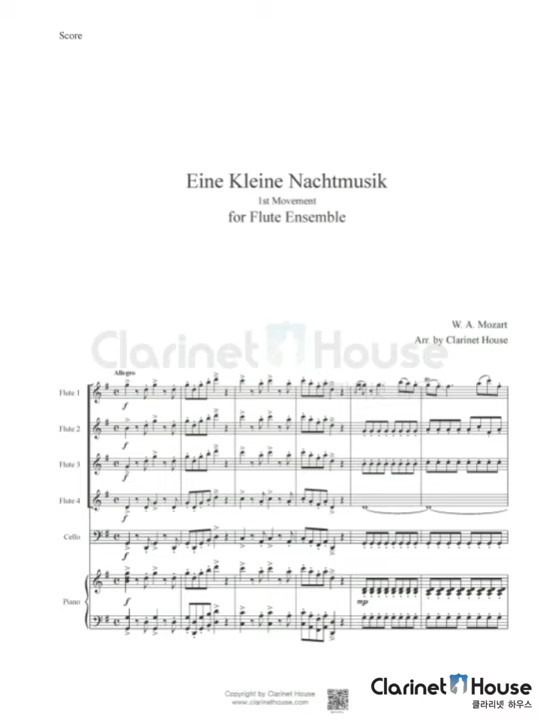 Score
Eine Kleine Nachtmusik
1st Movement
for Flute Ensemble
W. A. Mozart
Arr. by Clarinet House
Clarinet House
Allegro
Flute 1
f
Flute 2
f
Flute 3
f
Flute 4
f
Cello
f
Piano
f
mp
Copyright by Clarinet House
www.clarinethouse.com
Clarinet House
클라리넷 하우스